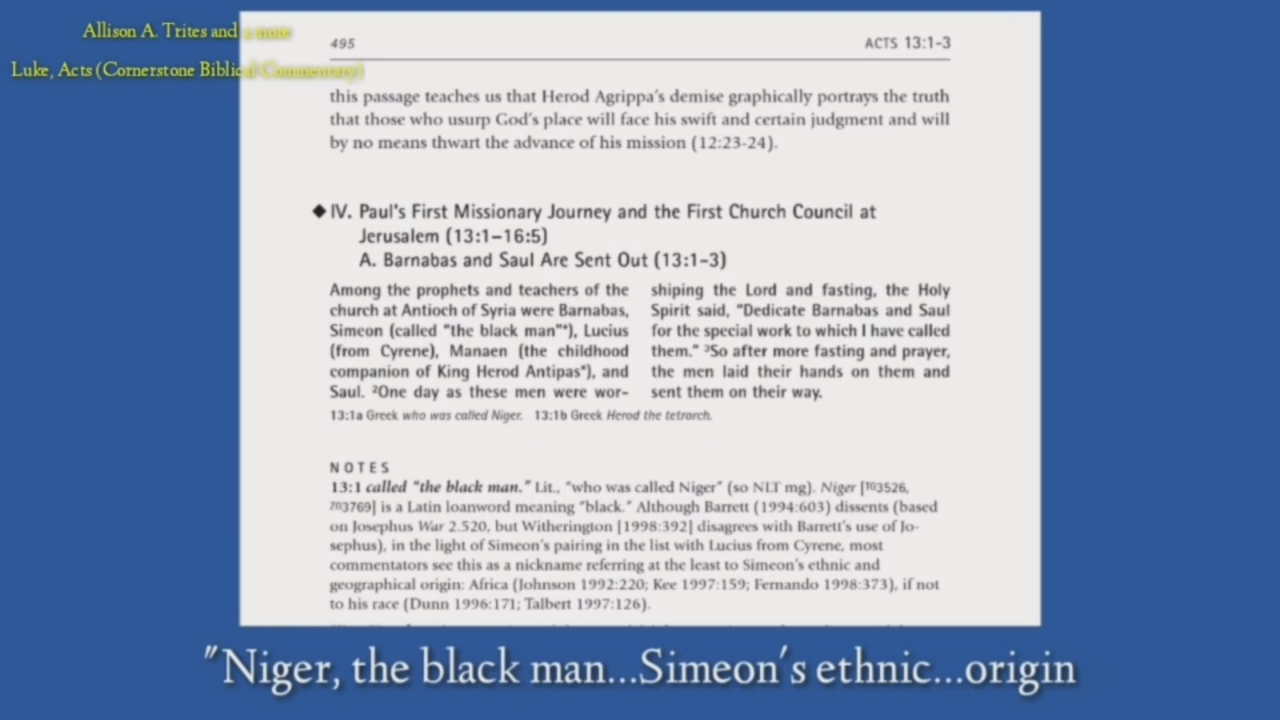 Allison A. Trites and a note
Luke, Acts (Cornerstone Biblical Commentary)
495 ACTS 13:1-3
this passage teaches us that Herod Agrippa's demise graphically portrays the truth
that those who usurp God's place will face his swift and certain judgment and will
by no means thwart the advance of his mission (12:23-24).
◆ IV. Paul's First Missionary Journey and the First Church Council at
Jerusalem (13:1–16:5)
A. Barnabas and Saul Are Sent Out (13:1-3)
Among the prophets and teachers of the
church at Antioch of Syria were Barnabas,
Simeon (called "the black man"*), Lucius
(from Cyrene), Manaen (the childhood
companion of King Herod Antipas*), and
Saul. ²One day as these men were wor-
shiping the Lord and fasting, the Holy
Spirit said, "Dedicate Barnabas and Saul
for the special work to which I have called
them." ³So after more fasting and prayer,
the men laid their hands on them and
sent them on their way.
13:1a Greek who was called Niger. 13:1b Greek Herod the tetrarch.
NOTES
13:1 called "the black man." Lit., "who was called Niger" (so NLT mg). Niger [TG3526,
ZG3769] is a Latin loanword meaning "black." Although Barrett (1994:603) dissents (based
on Josephus War 2.520, but Witherington [1998:392] disagrees with Barrett's use of Jo-
sephus), in the light of Simeon's pairing in the list with Lucius from Cyrene, most
commentators see this as a nickname referring at the least to Simeon's ethnic and
geographical origin: Africa (Johnson 1992:220; Kee 1997:159; Fernando 1998:373), if not
to his race (Dunn 1996:171; Talbert 1997:126).
"Niger, the black man...Simeon's ethnic...origin